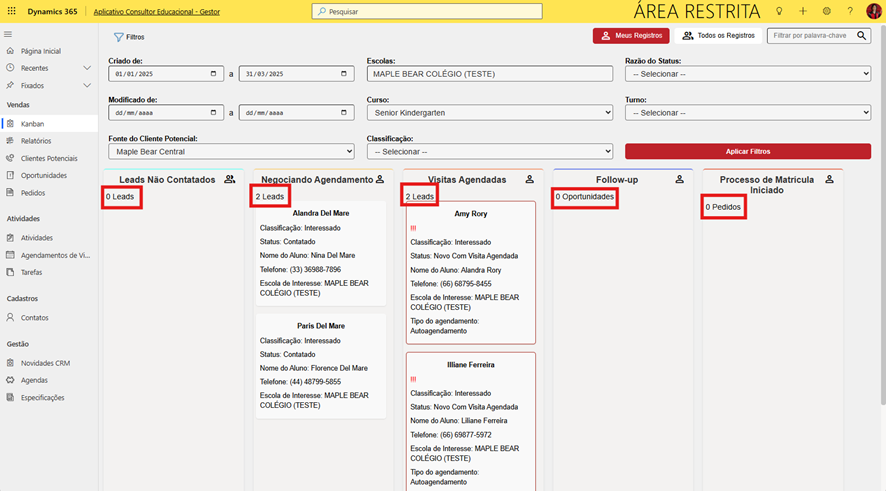 Dynamics 365
Aplicativo Consultor Educacional - Gestor
Pesquisar
ÁREA RESTRITA
Página Inicial
Recentes
Fixados
Vendas
Kanban
Relatórios
Clientes Potenciais
Oportunidades
Pedidos
Atividades
Atividades
Agendamentos de Vi...
Tarefas
Cadastros
Contatos
Gestão
Novidades CRM
Agendas
Especificações
Filtros
Meus Registros
Todos os Registros
Filtrar por palavra-chave
Criado de:
01/01/2025 a 31/03/2025
Escolas:
MAPLE BEAR COLÉGIO (TESTE)
Razão do Status:
-- Selecionar --
Modificado de:
dd/mm/aaaa a dd/mm/aaaa
Curso:
Senior Kindergarten
Turno:
-- Selecionar --
Fonte do Cliente Potencial:
Maple Bear Central
Classificação:
-- Selecionar --
Aplicar Filtros
Leads Não Contatados
0 Leads
Negociando Agendamento
2 Leads
Alandra Del Mare
Classificação: Interessado
Status: Contatado
Nome do Aluno: Nina Del Mare
Telefone: (33) 36988-7896
Escola de Interesse: MAPLE BEAR
COLÉGIO (TESTE)
Paris Del Mare
Classificação: Interessado
Status: Contatado
Nome do Aluno: Florence Del Mare
Telefone: (44) 48799-5855
Escola de Interesse: MAPLE BEAR
COLÉGIO (TESTE)
Visitas Agendadas
2 Leads
Amy Rory
!!!
Classificação: Interessado
Status: Novo Com Visita Agendada
Nome do Aluno: Alandra Rory
Telefone: (66) 68795-8455
Escola de Interesse: MAPLE BEAR
COLÉGIO (TESTE)
Tipo do agendamento:
Autoagendamento
Illiane Ferreira
!!!
Classificação: Interessado
Status: Novo Com Visita Agendada
Nome do Aluno: Liliane Ferreira
Telefone: (66) 69877-5972
Escola de Interesse: MAPLE BEAR
COLÉGIO (TESTE)
Tipo do agendamento:
Autoagendamento
Follow-up
0 Oportunidades
Processo de Matricula
Iniciado
0 Pedidos